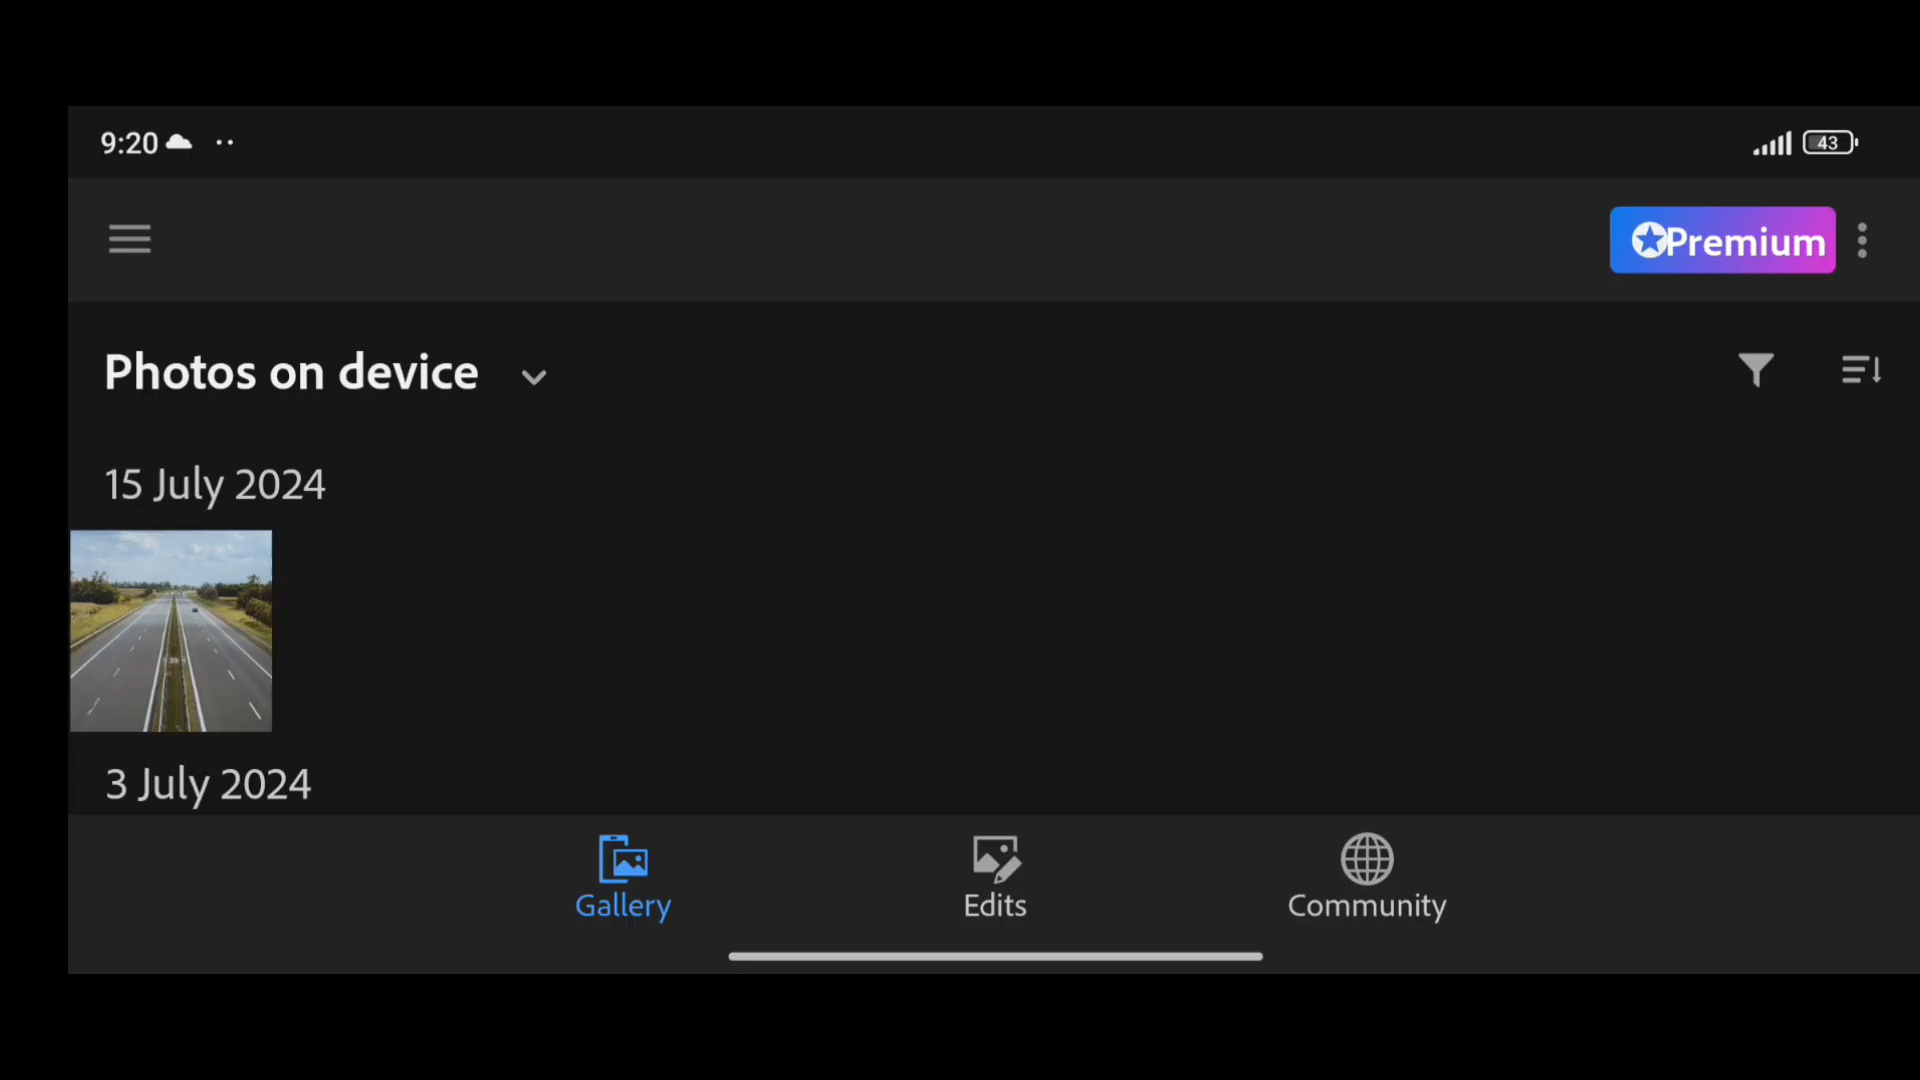 9:20
43
Premium
Photos on device
15 July 2024
3 July 2024
Gallery
Edits
Community